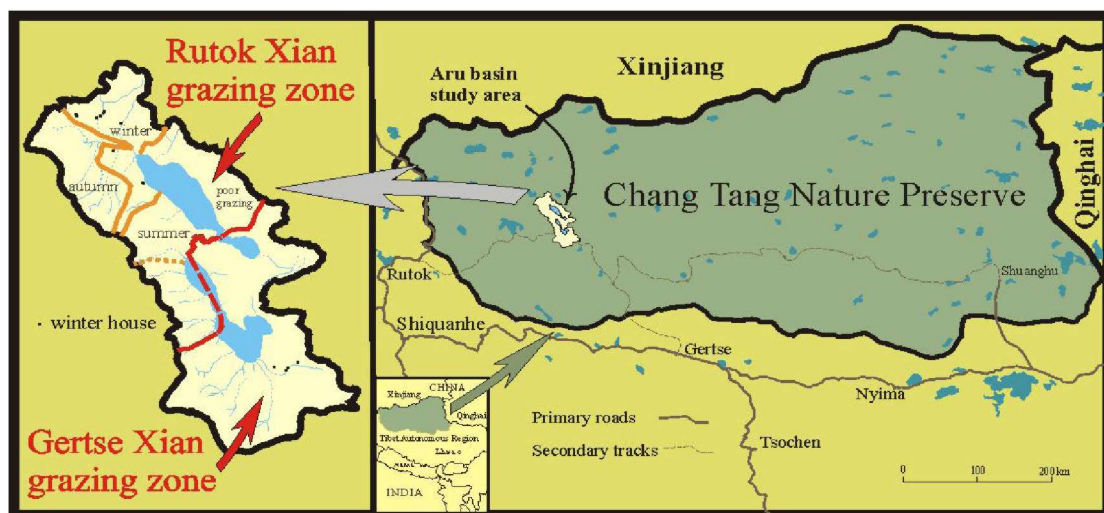 Rutok Xian
grazing zone
winter
autumn
poor
grazing
summer
· winter house
Gertse Xian
grazing zone
Xinjiang
Aru basin
study area
Chang Tang Nature Preserve
Qinghai
Rutok
Shuanghu
Shiquanhe
Gertse
Nyima
Tsochen
Primary roads
Secondary tracks
0 100 200 km
CHINA
Xinjiang
Qinghai
Tibet Autonomous Region
INDIA